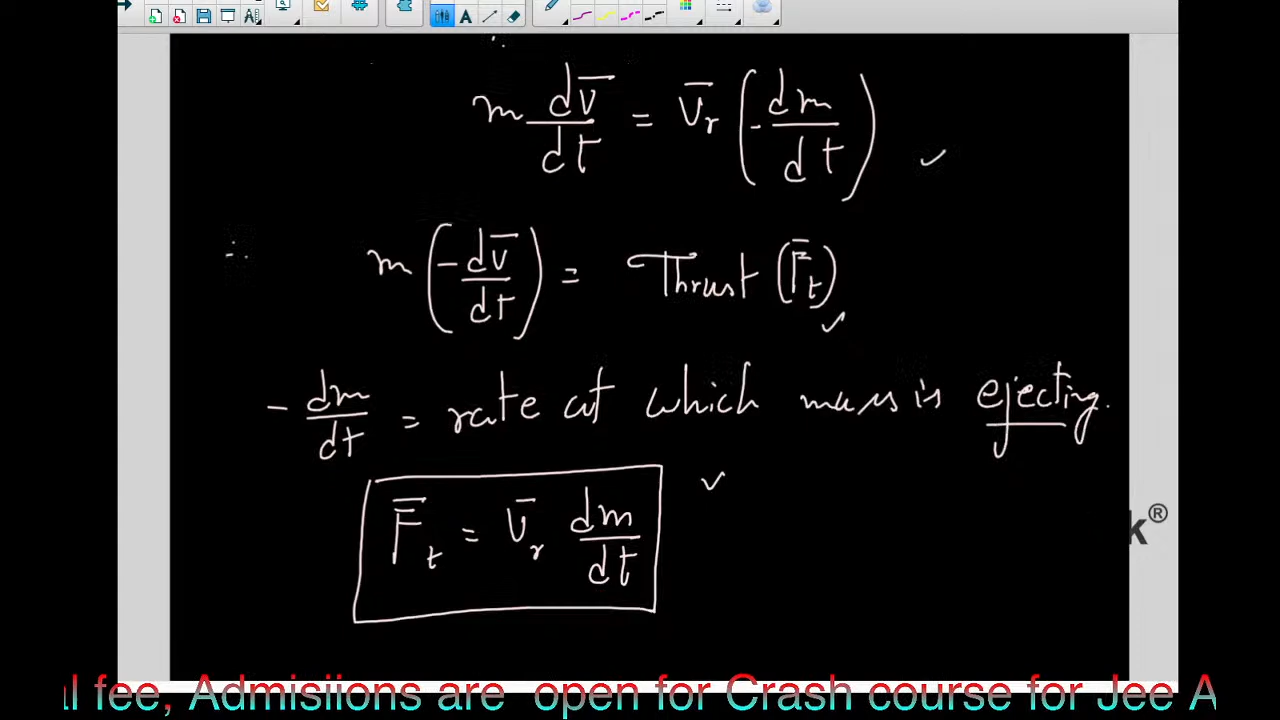 m dv̄/dt = v̄r (-dm/dt) ✓
∴ m (-dv̄/dt) = Thrust (F̄t) ✓
- dm/dt = rate at which mass is ejecting.
F̄t = v̄r dm/dt ✓
k®
al fee, Admisiions are open for Crash course for Jee A